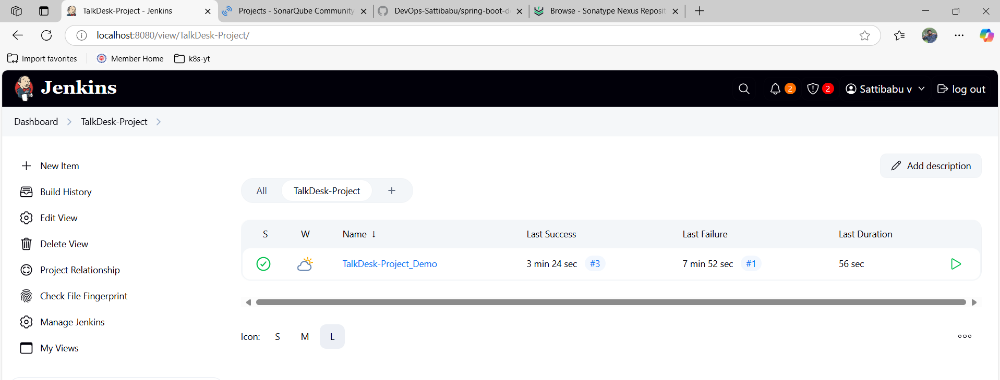 TalkDesk-Project - Jenkins
Projects - SonarQube Community
DevOps-Sattibabu/spring-boot-d
Browse - Sonatype Nexus Reposit
localhost:8080/view/TalkDesk-Project/
Import favorites
Member Home
k8s-yt
Jenkins
2
2
Sattibabu v
log out
Dashboard
TalkDesk-Project
New Item
Add description
All
TalkDesk-Project
+
Build History
Edit View
Delete View
Project Relationship
Check File Fingerprint
Manage Jenkins
My Views
S W Name ↓ Last Success Last Failure Last Duration
TalkDesk-Project_Demo 3 min 24 sec #3 7 min 52 sec #1 56 sec
Icon: S M L